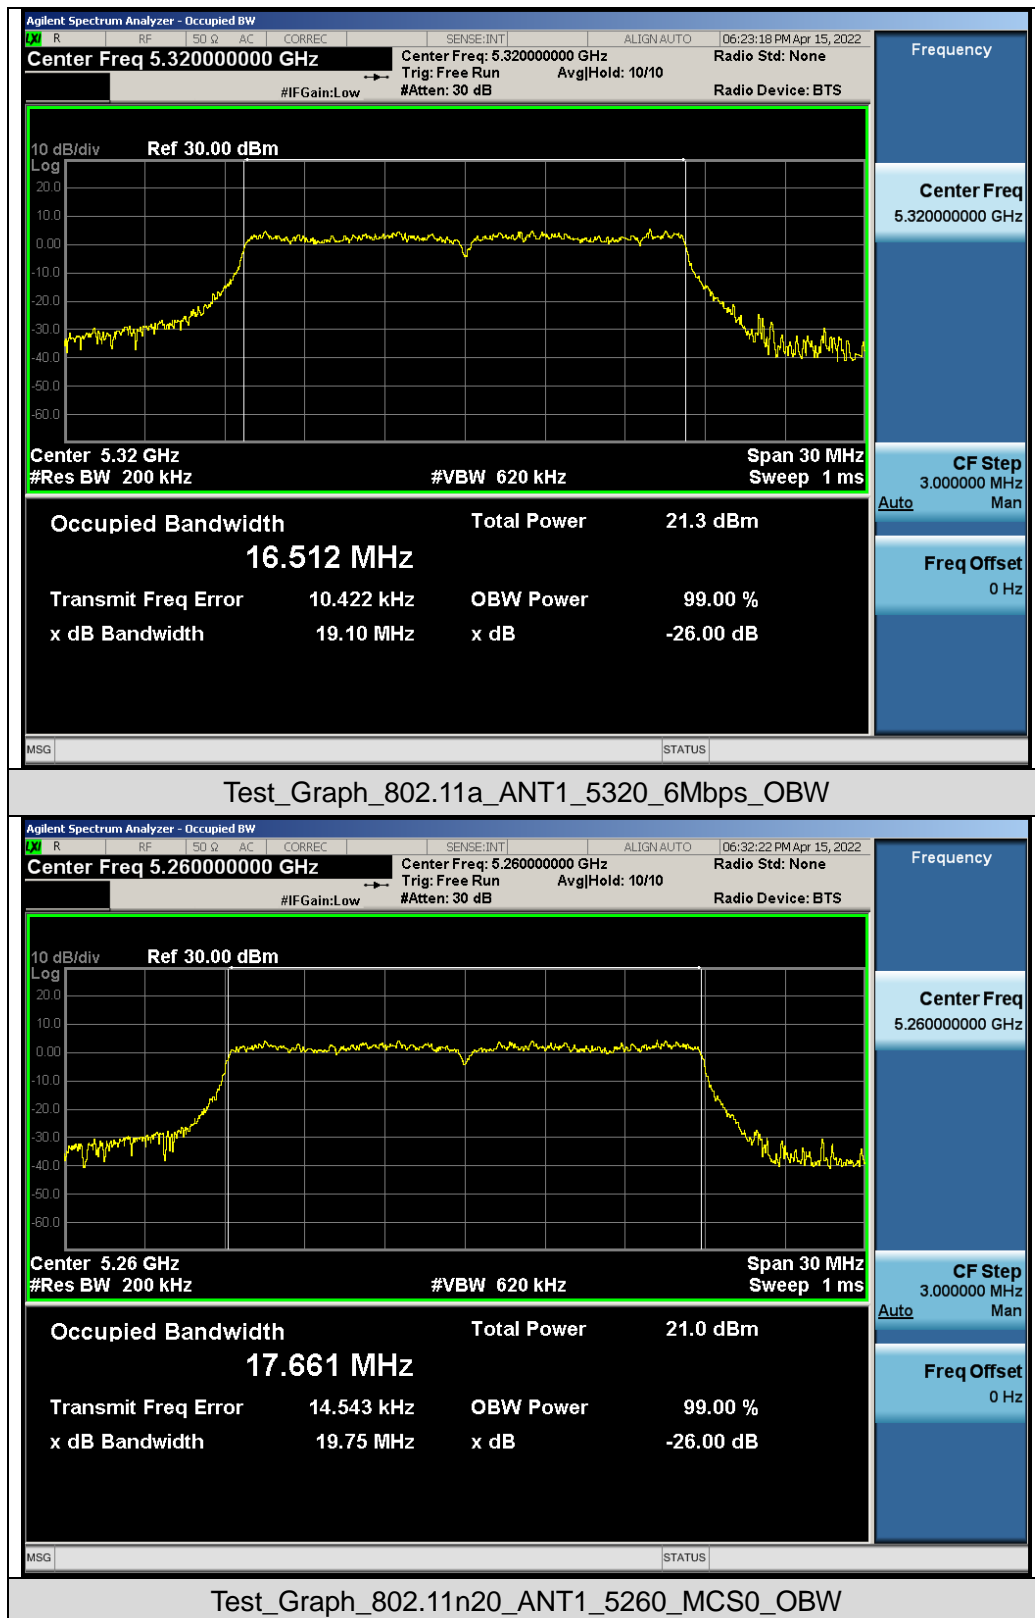 Agilent Spectrum Analyzer - Occupied BW
LXI R RF 50 Ω AC CORREC SENSE:INT ALIGN AUTO 06:23:18 PM Apr 15, 2022
Center Freq 5.320000000 GHz
Center Freq: 5.320000000 GHz
Radio Std: None
Trig: Free Run Avg|Hold: 10/10
#IFGain:Low
#Atten: 30 dB
Radio Device: BTS
Frequency
10 dB/div Ref 30.00 dBm
Log
20.0
10.0
0.00
-10.0
-20.0
-30.0
-40.0
-50.0
-60.0
Center Freq
5.320000000 GHz
Center 5.32 GHz Span 30 MHz
#Res BW 200 kHz #VBW 620 kHz Sweep 1 ms
CF Step
3.000000 MHz
Auto Man
Occupied Bandwidth Total Power 21.3 dBm
16.512 MHz
Freq Offset
0 Hz
Transmit Freq Error 10.422 kHz OBW Power 99.00 %
x dB Bandwidth 19.10 MHz x dB -26.00 dB
MSG STATUS
Test_Graph_802.11a_ANT1_5320_6Mbps_OBW
Agilent Spectrum Analyzer - Occupied BW
LXI R RF 50 Ω AC CORREC SENSE:INT ALIGN AUTO 06:32:22 PM Apr 15, 2022
Center Freq 5.260000000 GHz
Center Freq: 5.260000000 GHz
Radio Std: None
Trig: Free Run Avg|Hold: 10/10
#IFGain:Low
#Atten: 30 dB
Radio Device: BTS
Frequency
10 dB/div Ref 30.00 dBm
Log
20.0
10.0
0.00
-10.0
-20.0
-30.0
-40.0
-50.0
-60.0
Center Freq
5.260000000 GHz
Center 5.26 GHz Span 30 MHz
#Res BW 200 kHz #VBW 620 kHz Sweep 1 ms
CF Step
3.000000 MHz
Auto Man
Occupied Bandwidth Total Power 21.0 dBm
17.661 MHz
Freq Offset
0 Hz
Transmit Freq Error 14.543 kHz OBW Power 99.00 %
x dB Bandwidth 19.75 MHz x dB -26.00 dB
MSG STATUS
Test_Graph_802.11n20_ANT1_5260_MCS0_OBW